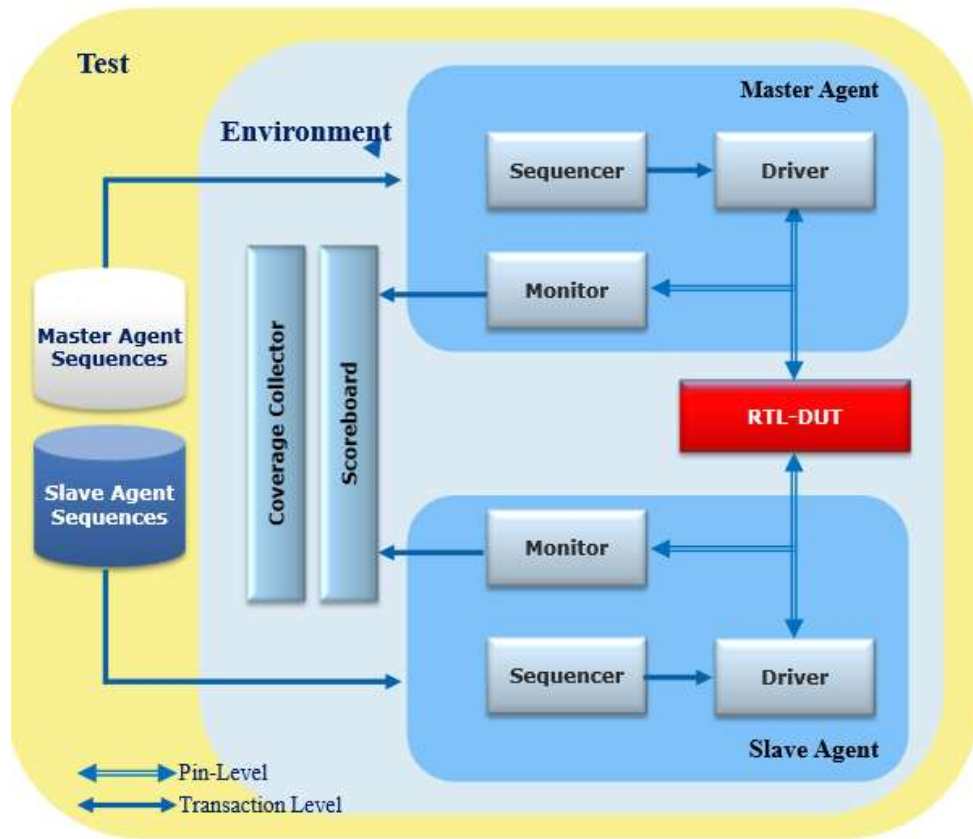 Test
Master Agent
Environment
Sequencer
Driver
Monitor
Master Agent
Sequences
Coverage Collector
Scoreboard
RTL-DUT
Slave Agent
Sequences
Monitor
Sequencer
Driver
Slave Agent
Pin-Level
Transaction Level